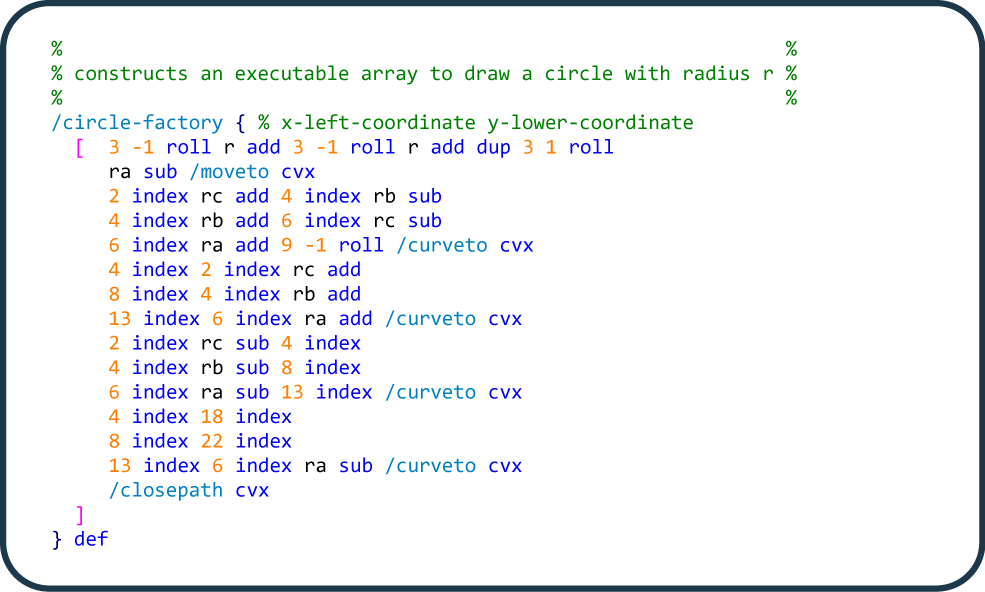 %                                                               %
% constructs an executable array to draw a circle with radius r %
%                                                               %
/circle-factory { % x-left-coordinate y-lower-coordinate
  [  3 -1 roll r add 3 -1 roll r add dup 3 1 roll
     ra sub /moveto cvx
     2 index rc add 4 index rb sub
     4 index rb add 6 index rc sub
     6 index ra add 9 -1 roll /curveto cvx
     4 index 2 index rc add
     8 index 4 index rb add
     13 index 6 index ra add /curveto cvx
     2 index rc sub 4 index
     4 index rb sub 8 index
     6 index ra sub 13 index /curveto cvx
     4 index 18 index
     8 index 22 index
     13 index 6 index ra sub /curveto cvx
     /closepath cvx
  ]
} def